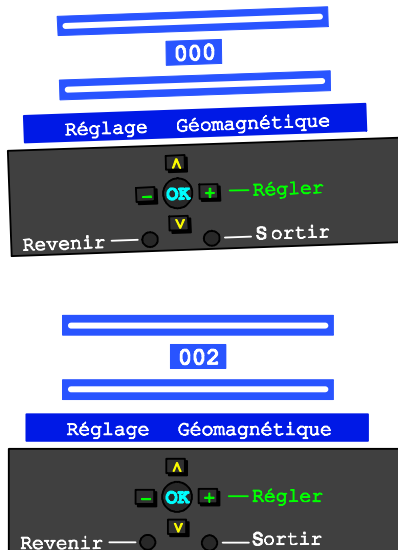 000
Réglage Géomagnétique
˄
− OK + Régler
˅
Revenir Sortir
002
Réglage Géomagnétique
˄
− OK + Régler
˅
Revenir Sortir